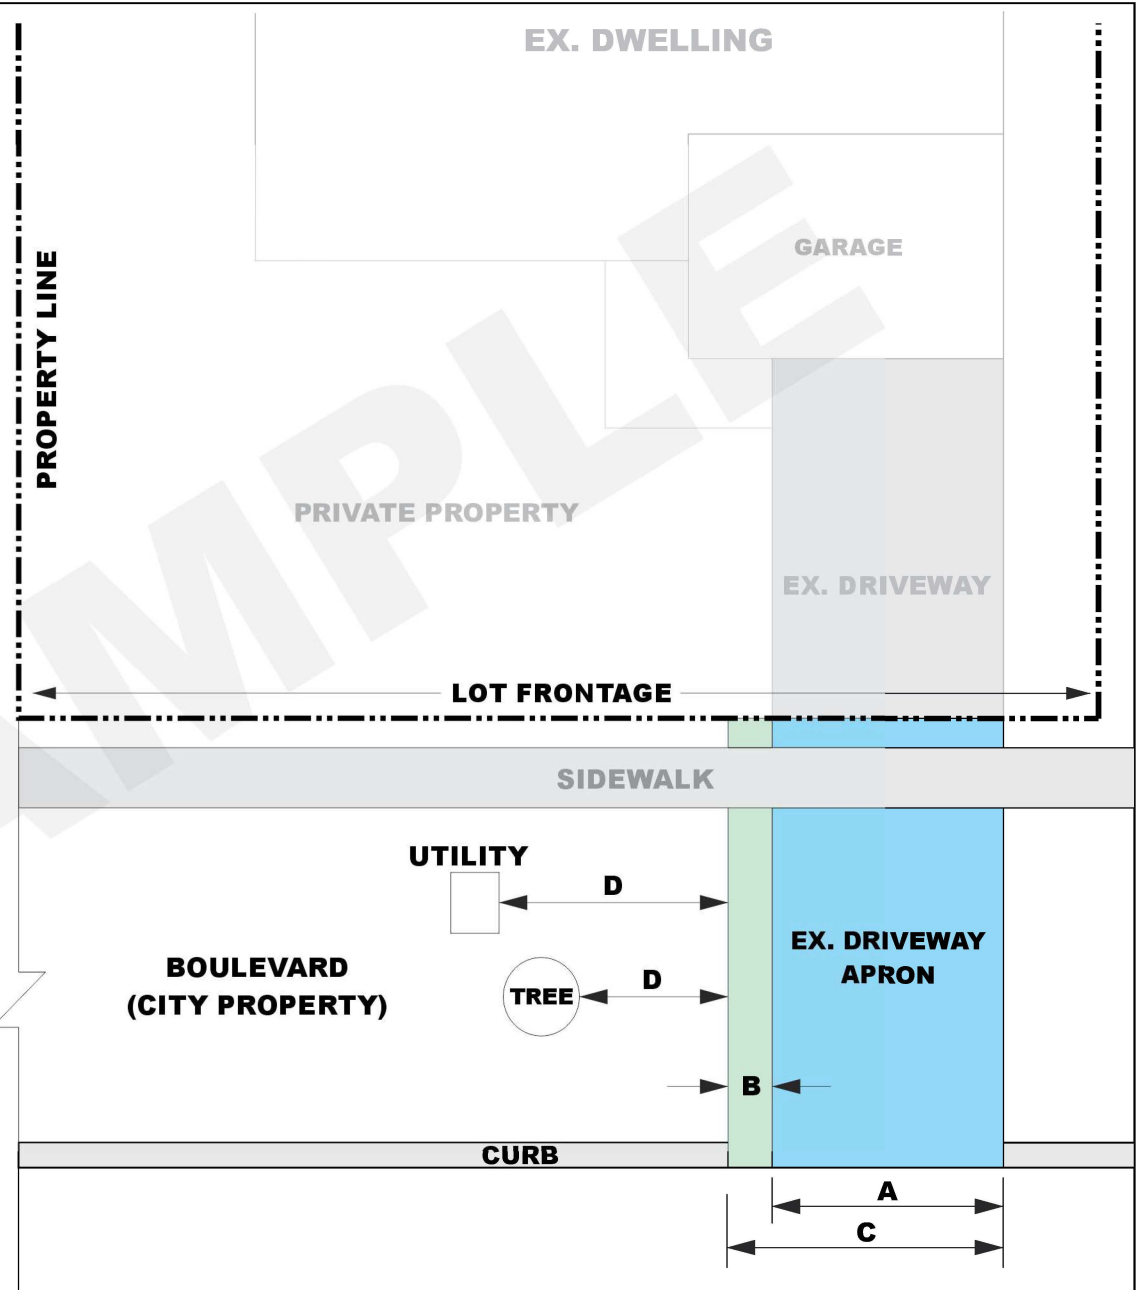 EX. DWELLING
GARAGE
PROPERTY LINE
PRIVATE PROPERTY
EX. DRIVEWAY
LOT FRONTAGE
SIDEWALK
UTILITY
D
EX. DRIVEWAY
APRON
BOULEVARD
(CITY PROPERTY)
TREE
D
B
CURB
A
C
AMPLE